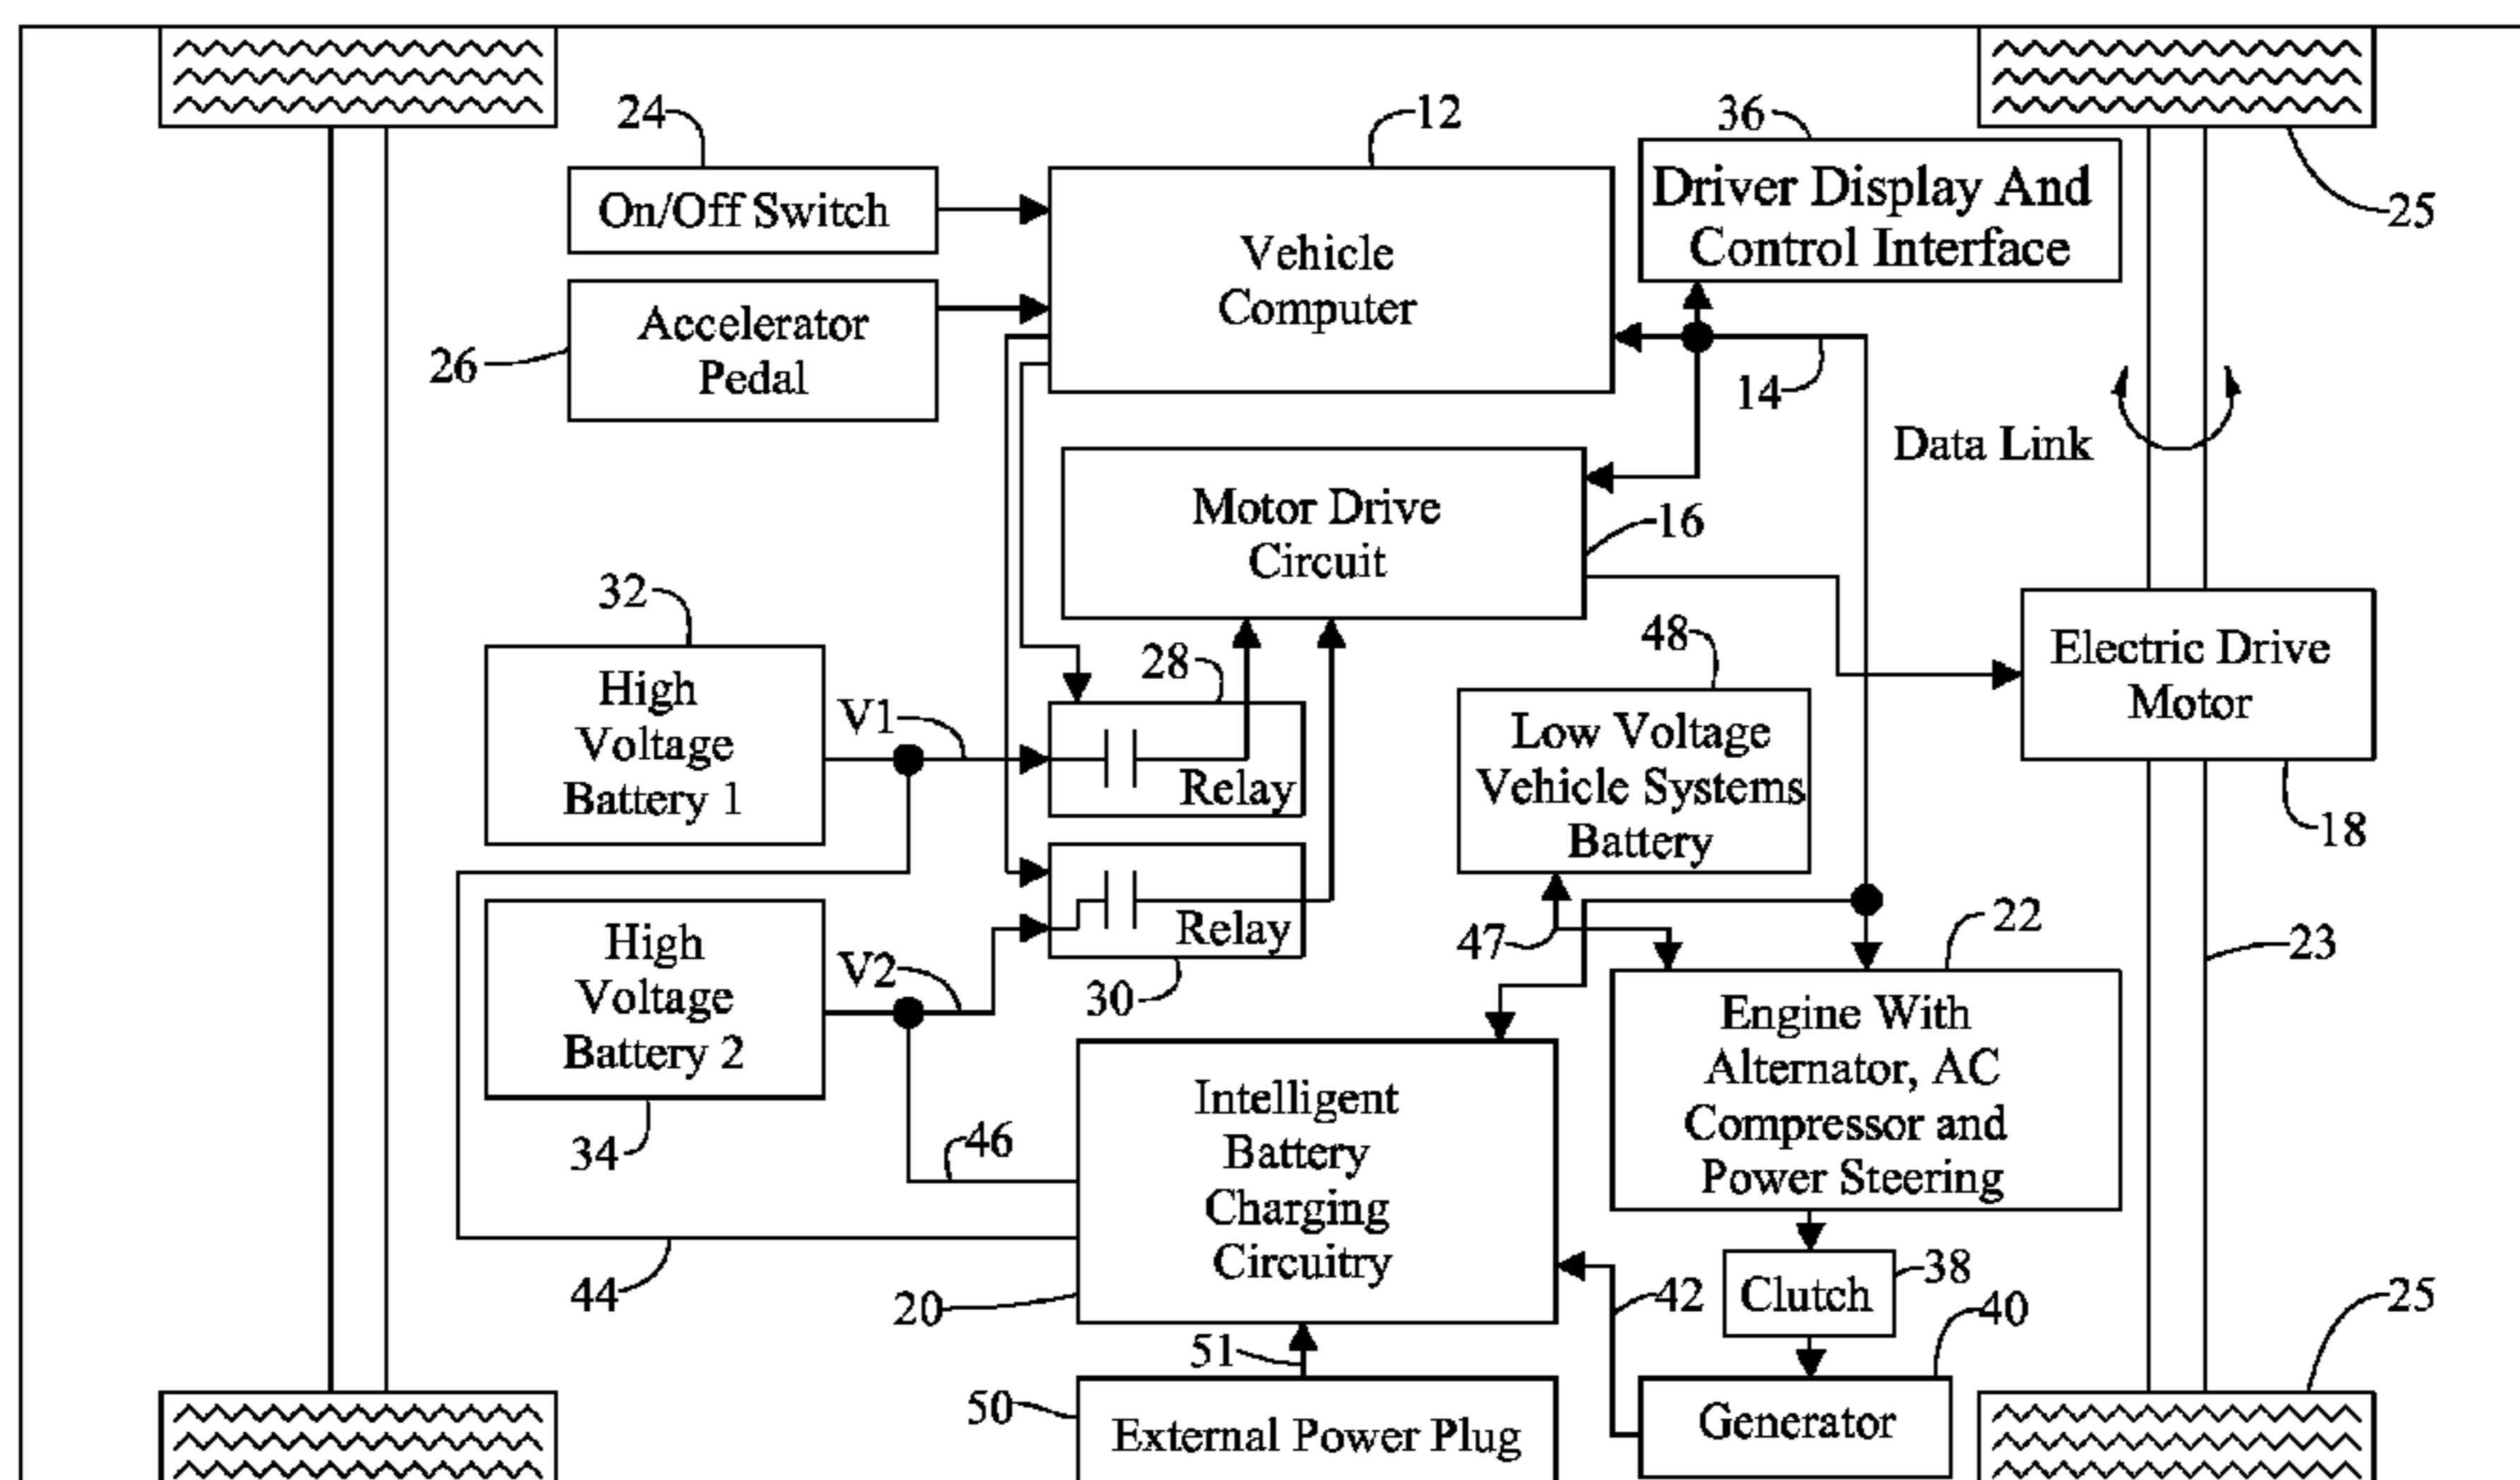 24
12
36
On/Off Switch
Driver Display And
Control Interface
25
Vehicle
Computer
Accelerator
Pedal
26
14
Data Link
Motor Drive
Circuit
16
32
48
28
Electric Drive
Motor
High
Voltage
Battery 1
V1
Relay
Low Voltage
Vehicle Systems
Battery
18
High
Voltage
Battery 2
V2
Relay
30
47
22
23
Engine With
Alternator, AC
Compressor and
Power Steering
34
46
Intelligent
Battery
Charging
Circuitry
44
20
42
Clutch
38
40
25
51
50
External Power Plug
Generator